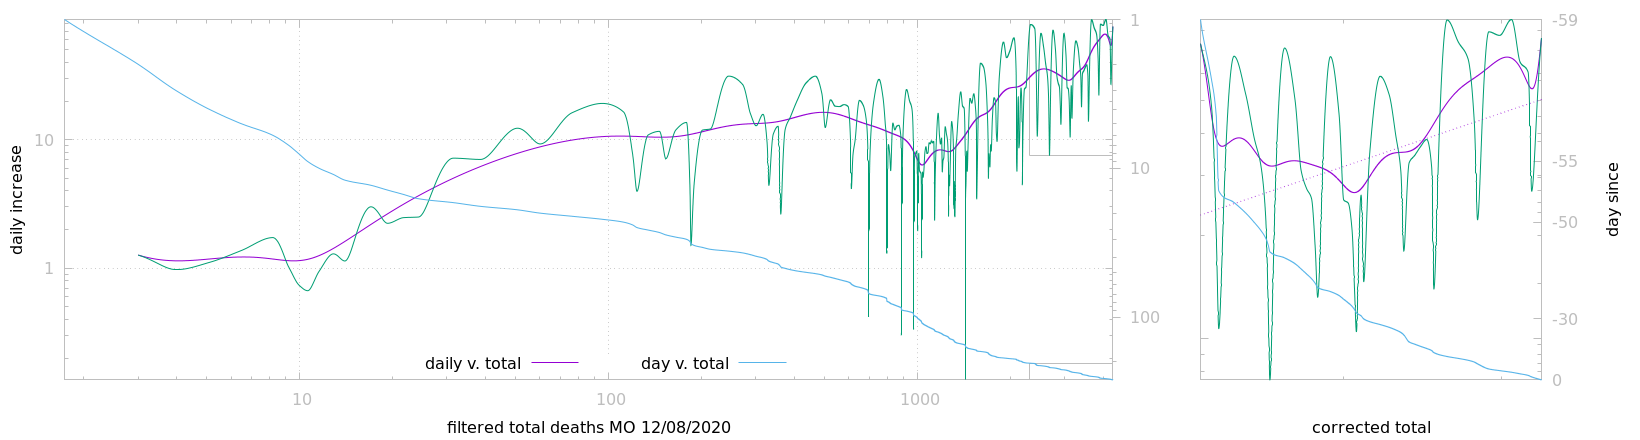 daily increase
10
1
daily v. total
day v. total
10
100
1000
filtered total deaths MO 12/08/2020
1
10
100
-59
-55
-50
-30
0
day since
corrected total